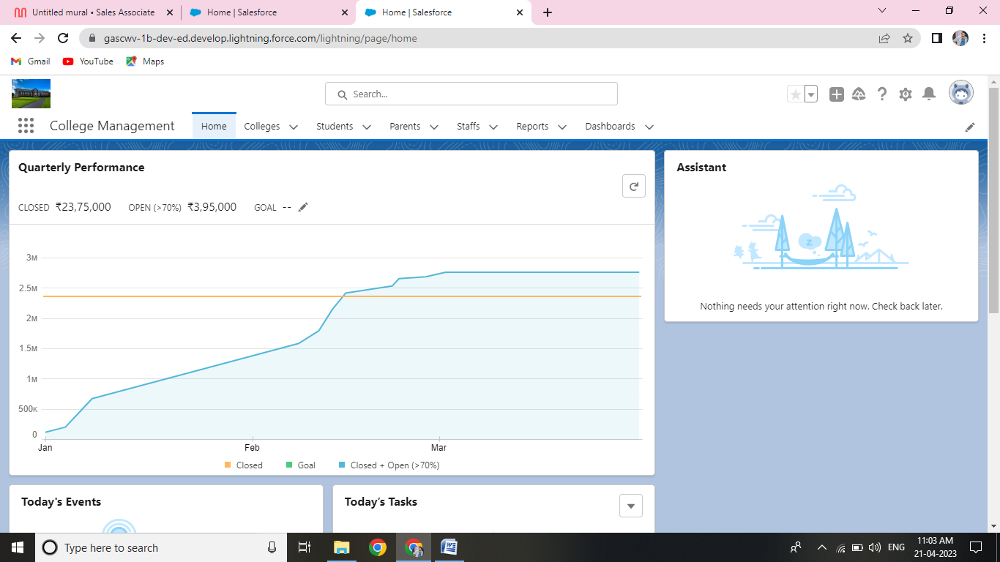 Untitled mural • Sales Associate
Home | Salesforce
Home | Salesforce
gascwv-1b-dev-ed.develop.lightning.force.com/lightning/page/home
Gmail YouTube Maps
Search...
College Management Home Colleges Students Parents Staffs Reports Dashboards
Quarterly Performance
CLOSED ₹23,75,000 OPEN (>70%) ₹3,95,000 GOAL --
3M
2.5M
2M
1.5M
1M
500K
0
Jan Feb Mar
Closed Goal Closed + Open (>70%)
Assistant
z
Nothing needs your attention right now. Check back later.
Today's Events
Today's Tasks
Type here to search
W
ENG
11:03 AM
21-04-2023